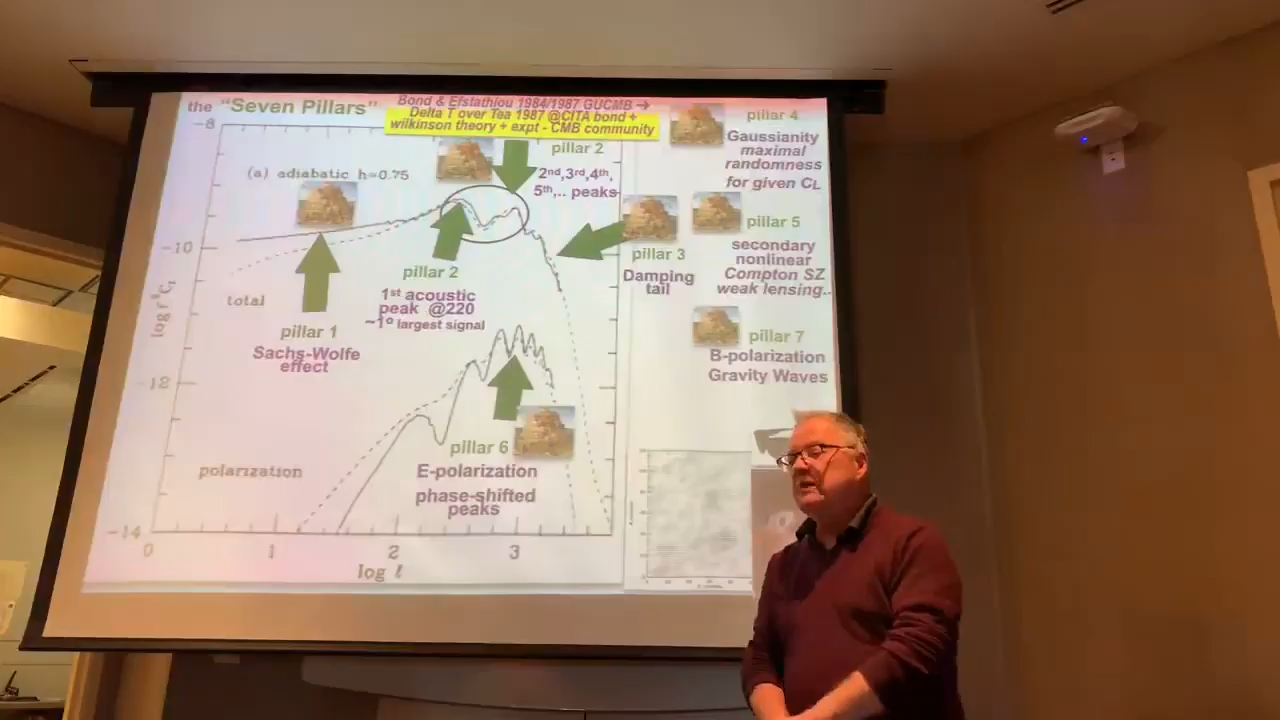 the "Seven Pillars"
Bond & Efstathiou 1984/1987 GUCMB →
Delta T over Tea 1987 @CITA bond +
wilkinson theory + expt - CMB community
-8
(a) adiabatic h=0.75
pillar 2
2nd,3rd,4th,
5th,.. peaks
-10
total
pillar 1
Sachs-Wolfe
effect
pillar 2
1st acoustic
peak @220
~1° largest signal
pillar 3
Damping
tail
-12
pillar 6
E-polarization
phase-shifted
peaks
polarization
-14
0
1
2
3
log ℓ
pillar 4
Gaussianity
maximal
randomness
for given CL
pillar 5
secondary
nonlinear
Compton SZ
weak lensing..
pillar 7
B-polarization
Gravity Waves